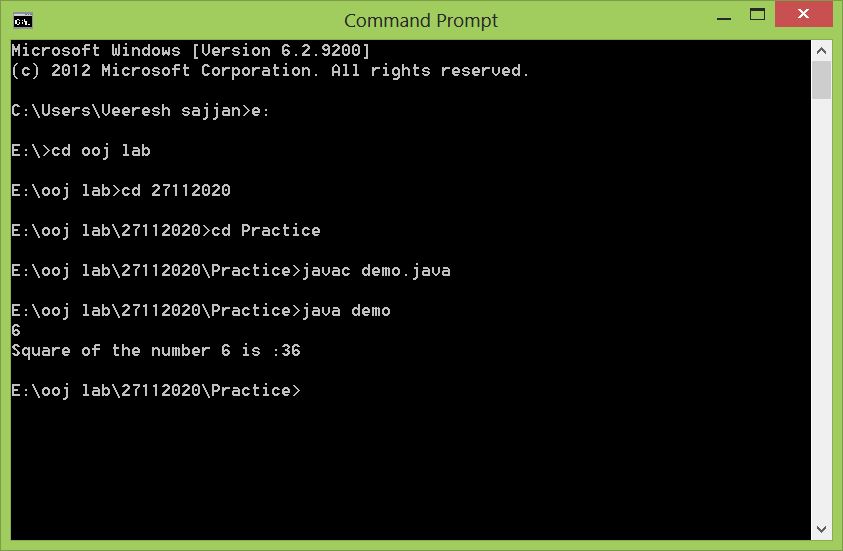 Command Prompt
Microsoft Windows [Version 6.2.9200]
(c) 2012 Microsoft Corporation. All rights reserved.
C:\Users\Veeresh sajjan>e:
E:\>cd ooj lab
E:\ooj lab>cd 27112020
E:\ooj lab\27112020>cd Practice
E:\ooj lab\27112020\Practice>javac demo.java
E:\ooj lab\27112020\Practice>java demo
6
Square of the number 6 is :36
E:\ooj lab\27112020\Practice>